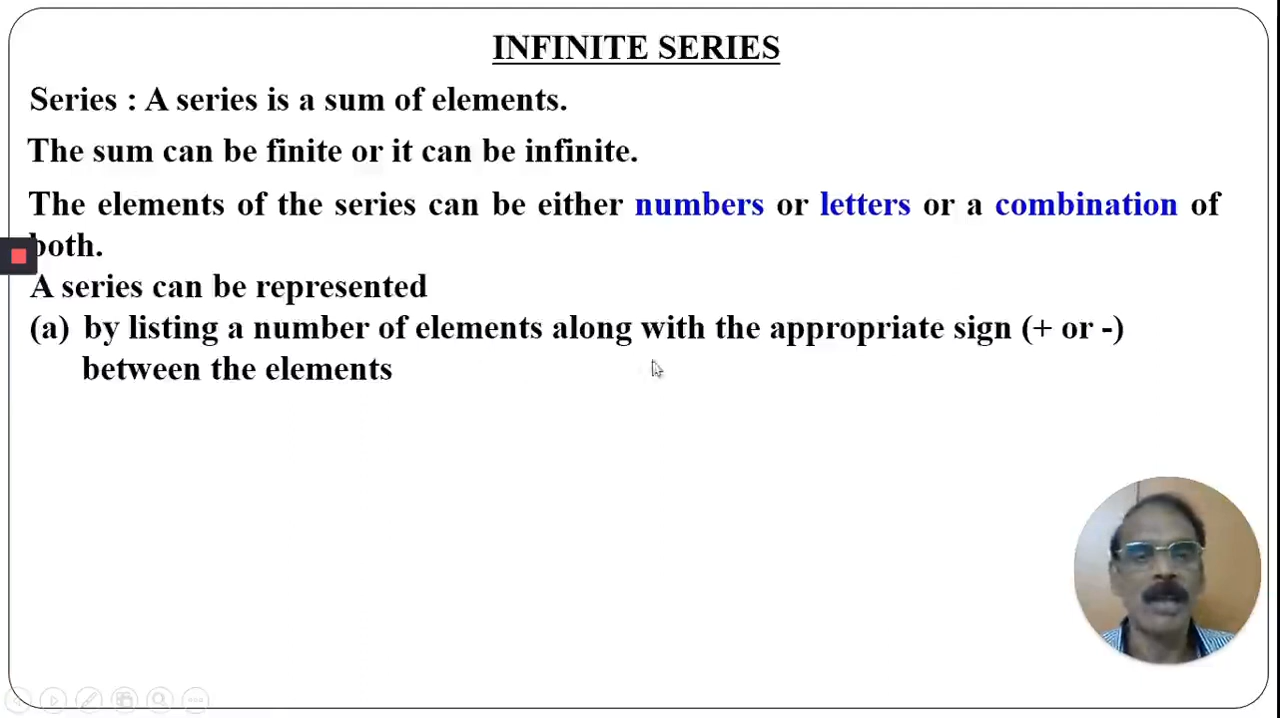 INFINITE SERIES
Series : A series is a sum of elements.
The sum can be finite or it can be infinite.
The elements of the series can be either numbers or letters or a combination of
both.
A series can be represented
(a) by listing a number of elements along with the appropriate sign (+ or -)
between the elements